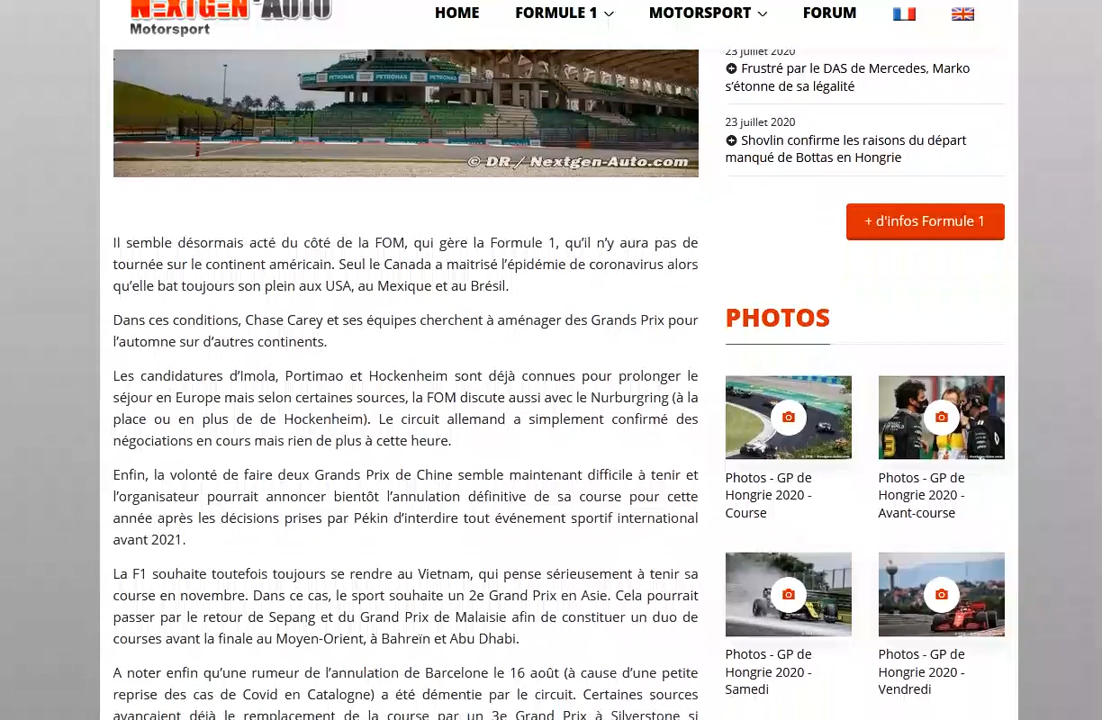 NEXTGEN-AUTO
Motorsport
HOME FORMULE 1 MOTORSPORT FORUM
© DR / Nextgen-Auto.com
Il semble désormais acté du côté de la FOM, qui gère la Formule 1, qu’il n’y aura pas de
tournée sur le continent américain. Seul le Canada a maitrisé l’épidémie de coronavirus alors
qu’elle bat toujours son plein aux USA, au Mexique et au Brésil.
Dans ces conditions, Chase Carey et ses équipes cherchent à aménager des Grands Prix pour
l’automne sur d’autres continents.
Les candidatures d’Imola, Portimao et Hockenheim sont déjà connues pour prolonger le
séjour en Europe mais selon certaines sources, la FOM discute aussi avec le Nurburgring (à la
place ou en plus de de Hockenheim). Le circuit allemand a simplement confirmé des
négociations en cours mais rien de plus à cette heure.
Enfin, la volonté de faire deux Grands Prix de Chine semble maintenant difficile à tenir et
l’organisateur pourrait annoncer bientôt l’annulation définitive de sa course pour cette
année après les décisions prises par Pékin d’interdire tout événement sportif international
avant 2021.
La F1 souhaite toutefois toujours se rendre au Vietnam, qui pense sérieusement à tenir sa
course en novembre. Dans ce cas, le sport souhaite un 2e Grand Prix en Asie. Cela pourrait
passer par le retour de Sepang et du Grand Prix de Malaisie afin de constituer un duo de
courses avant la finale au Moyen-Orient, à Bahreïn et Abu Dhabi.
A noter enfin qu’une rumeur de l’annulation de Barcelone le 16 août (à cause d’une petite
reprise des cas de Covid en Catalogne) a été démentie par le circuit. Certaines sources
avançaient déjà le remplacement de la course par un 3e Grand Prix à Silverstone si
23 juillet 2020
Frustré par le DAS de Mercedes, Marko
s’étonne de sa légalité
23 juillet 2020
Shovlin confirme les raisons du départ
manqué de Bottas en Hongrie
+ d'infos Formule 1
PHOTOS
Photos - GP de
Hongrie 2020 -
Course
Photos - GP de
Hongrie 2020 -
Avant-course
Photos - GP de
Hongrie 2020 -
Samedi
Photos - GP de
Hongrie 2020 -
Vendredi